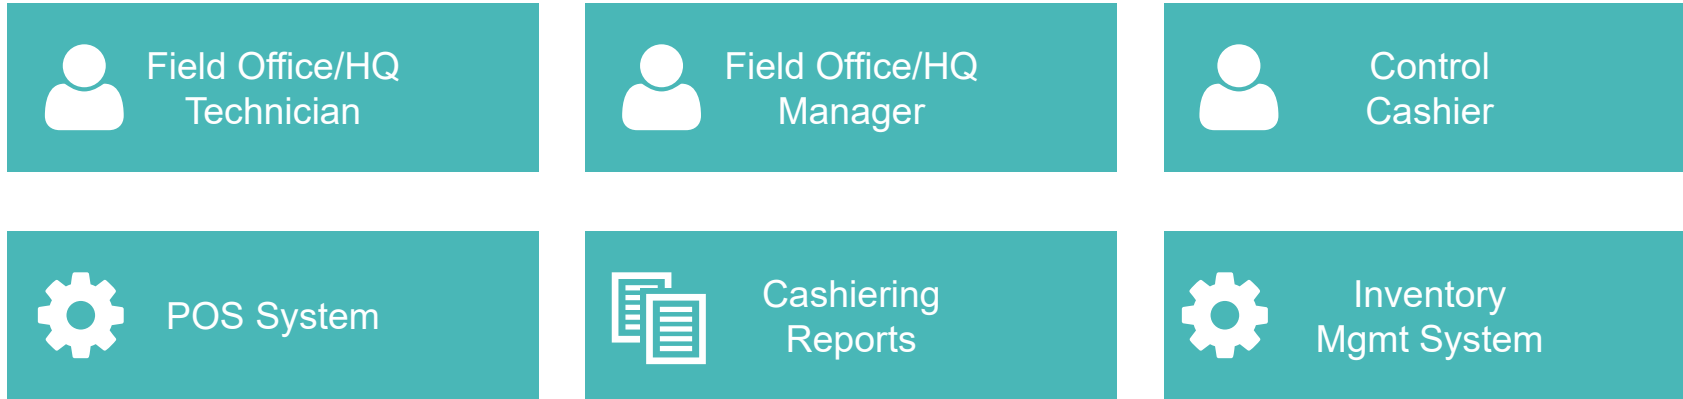 Field Office/HQ
Technician
Field Office/HQ
Manager
Control
Cashier
POS System
Cashiering
Reports
Inventory
Mgmt System